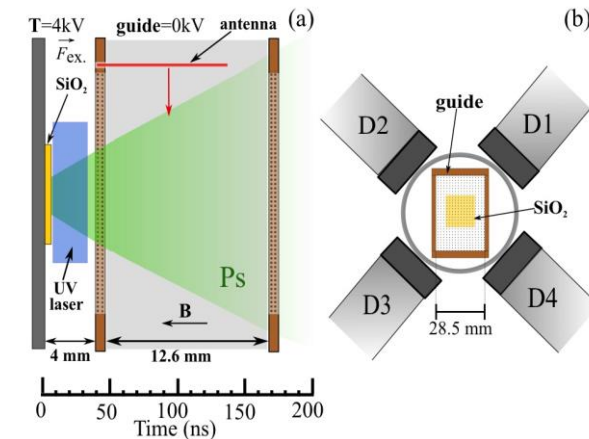 T=4kV
guide=0kV
antenna
(a)
F⃗ex.
SiO₂
UV
laser
Ps
B
4 mm
12.6 mm
0 50 100 150 200
Time (ns)
(b)
guide
D2
D1
SiO₂
D3
D4
28.5 mm